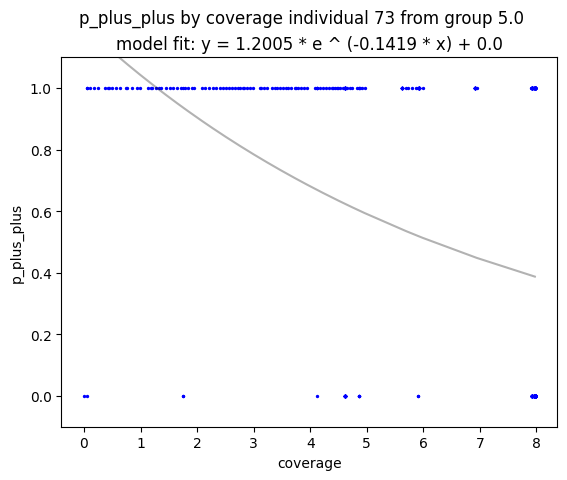 p_plus_plus by coverage individual 73 from group 5.0
model fit: y = 1.2005 * e ^ (-0.1419 * x) + 0.0
1.0
0.8
0.6
0.4
0.2
0.0
p_plus_plus
0 1 2 3 4 5 6 7 8
coverage